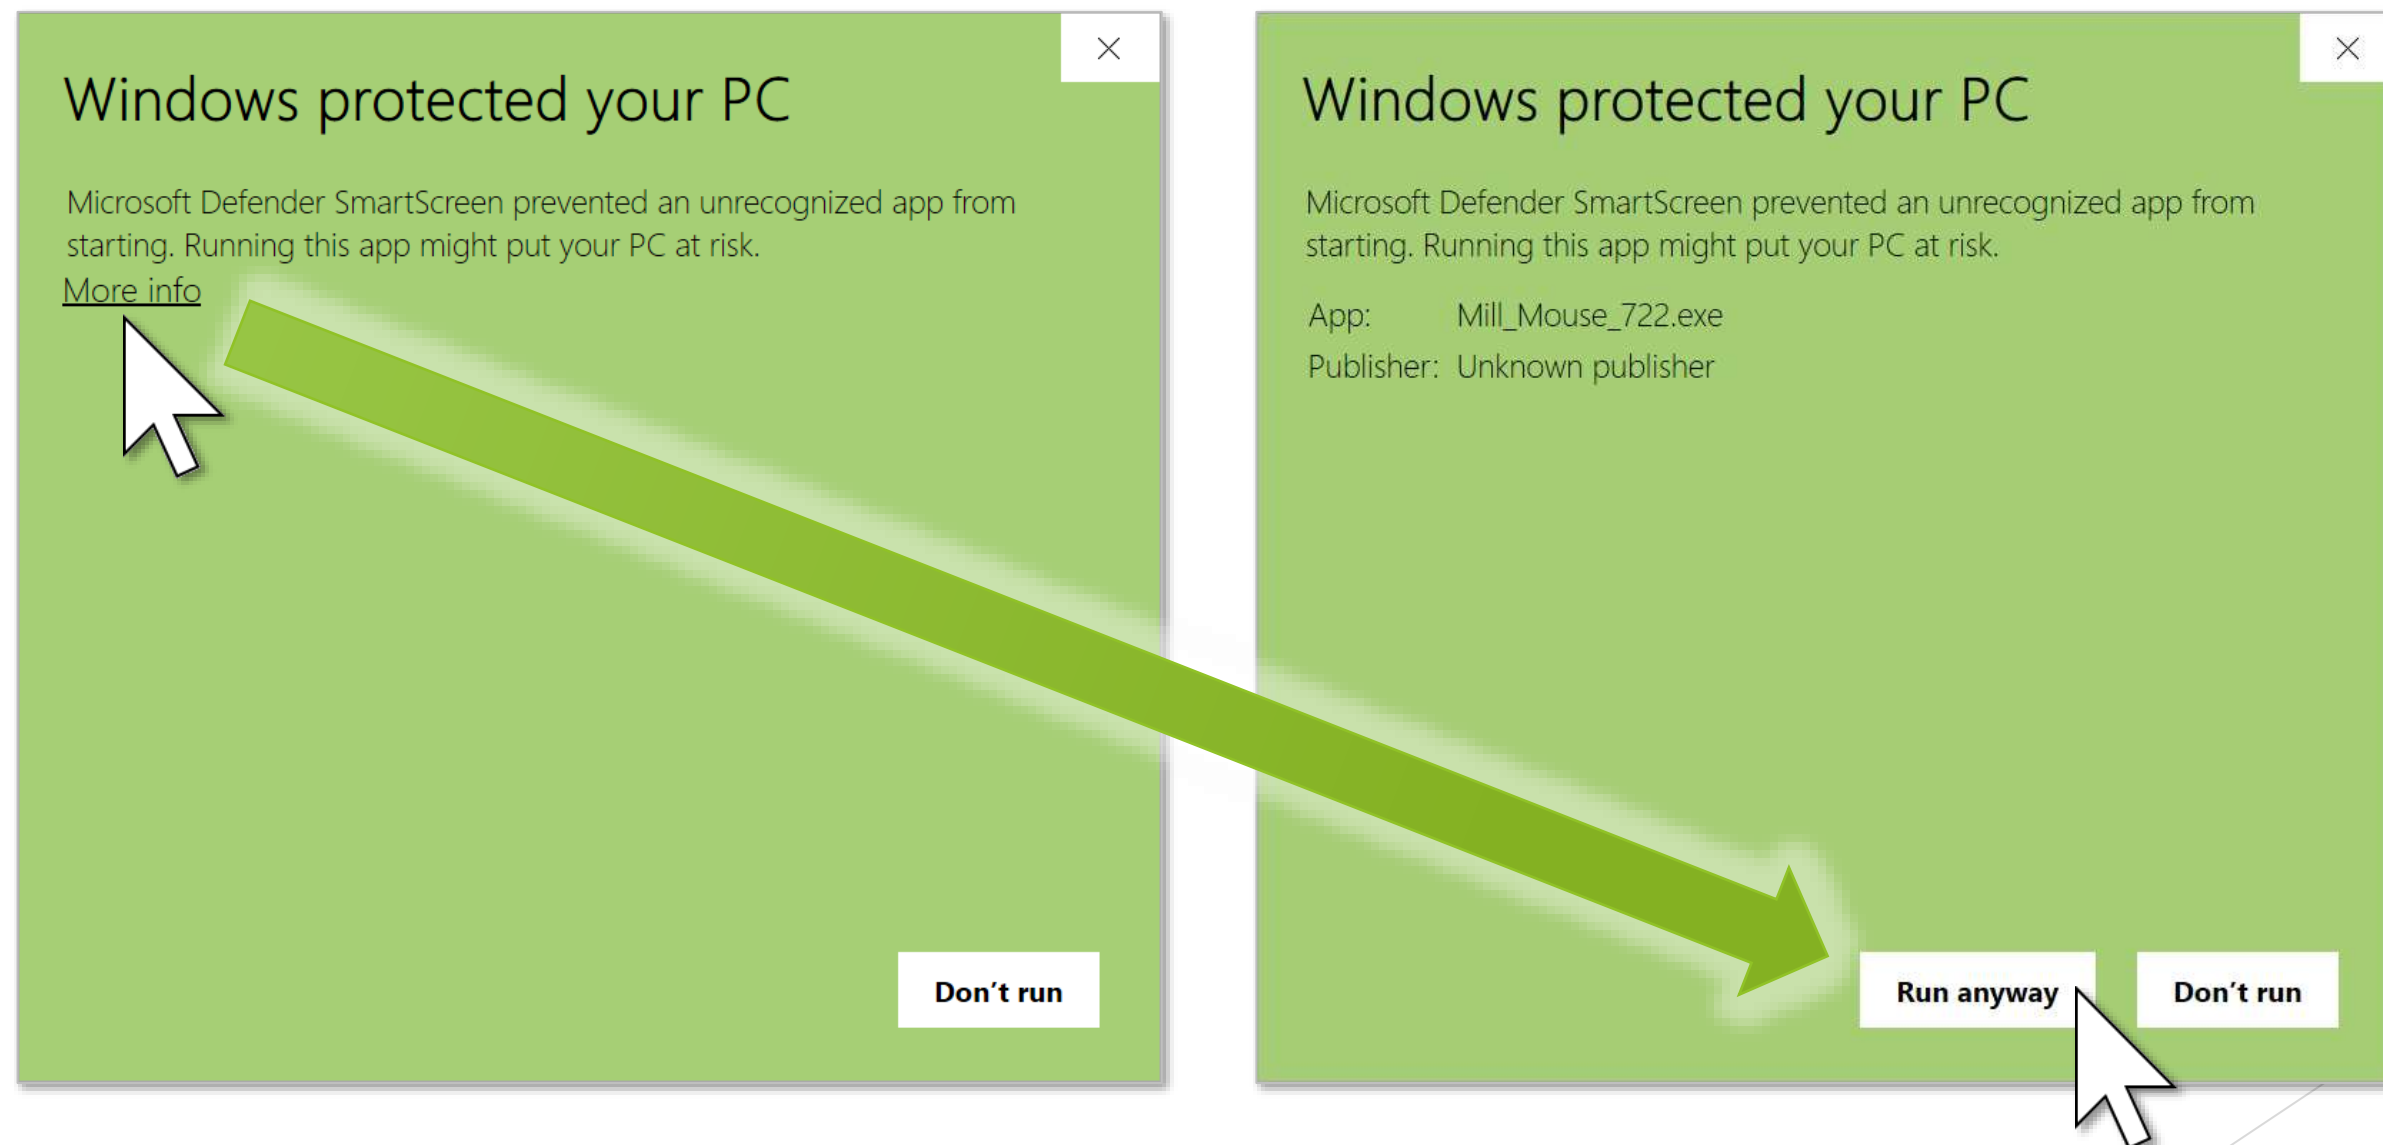 Windows protected your PC
Microsoft Defender SmartScreen prevented an unrecognized app from
starting. Running this app might put your PC at risk.
More info
Don't run
Windows protected your PC
Microsoft Defender SmartScreen prevented an unrecognized app from
starting. Running this app might put your PC at risk.
App: Mill_Mouse_722.exe
Publisher: Unknown publisher
Run anyway Don't run